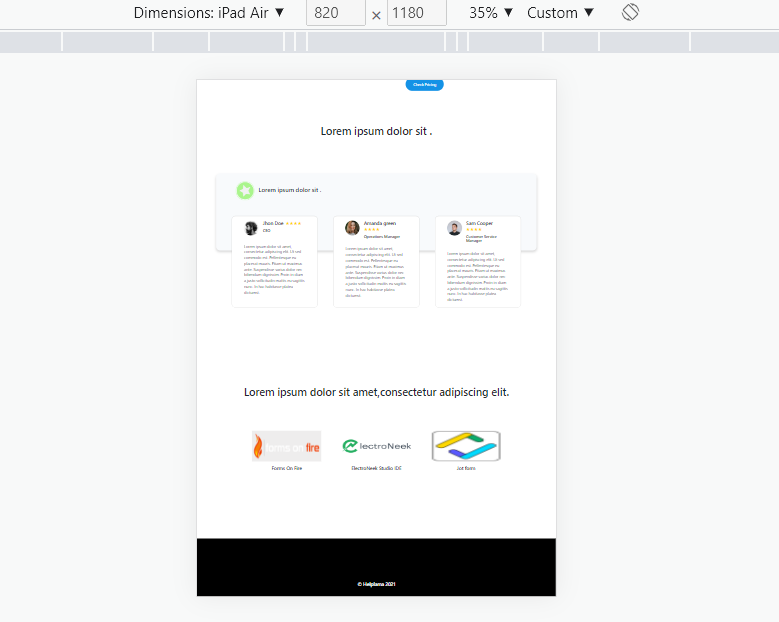 Dimensions: iPad Air ▼ 820 × 1180 35% ▼ Custom ▼
Check Pricing
Lorem ipsum dolor sit .
Lorem ipsum dolor sit .
Jhon Doe ★★★★
CEO
Lorem ipsum dolor sit amet,
consectetur adipiscing elit. Ut sed
commodo est. Pellentesque eu
placerat mauris. Proin ut maximus
ante. Suspendisse varius dolor nec
bibendum dignissim. Proin in diam
a justo sollicitudin mattis eu sagittis
nunc. In hac habitasse platea
dictumst.
Amanda green
★★★★
Operations Manager
Lorem ipsum dolor sit amet,
consectetur adipiscing elit. Ut sed
commodo est. Pellentesque eu
placerat mauris. Proin ut maximus
ante. Suspendisse varius dolor nec
bibendum dignissim. Proin in diam
a justo sollicitudin mattis eu sagittis
nunc. In hac habitasse platea
dictumst.
Sam Cooper
★★★★
Customer Service
Manager
Lorem ipsum dolor sit amet,
consectetur adipiscing elit. Ut sed
commodo est. Pellentesque eu
placerat mauris. Proin ut maximus
ante. Suspendisse varius dolor nec
bibendum dignissim. Proin in diam
a justo sollicitudin mattis eu sagittis
nunc. In hac habitasse platea
dictumst.
Lorem ipsum dolor sit amet,consectetur adipiscing elit.
forms on fire
lectroNeek
Forms On Fire
ElectroNeek Studio IDE
Jot Form
© Helplama 2021